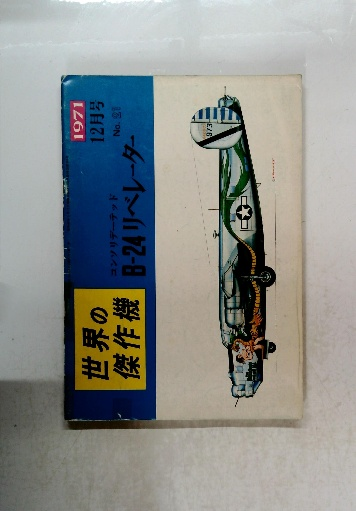 世界の
傑作機
コンソリデーテッド
B-24リベレーター
1971
12月号
No. 21
973